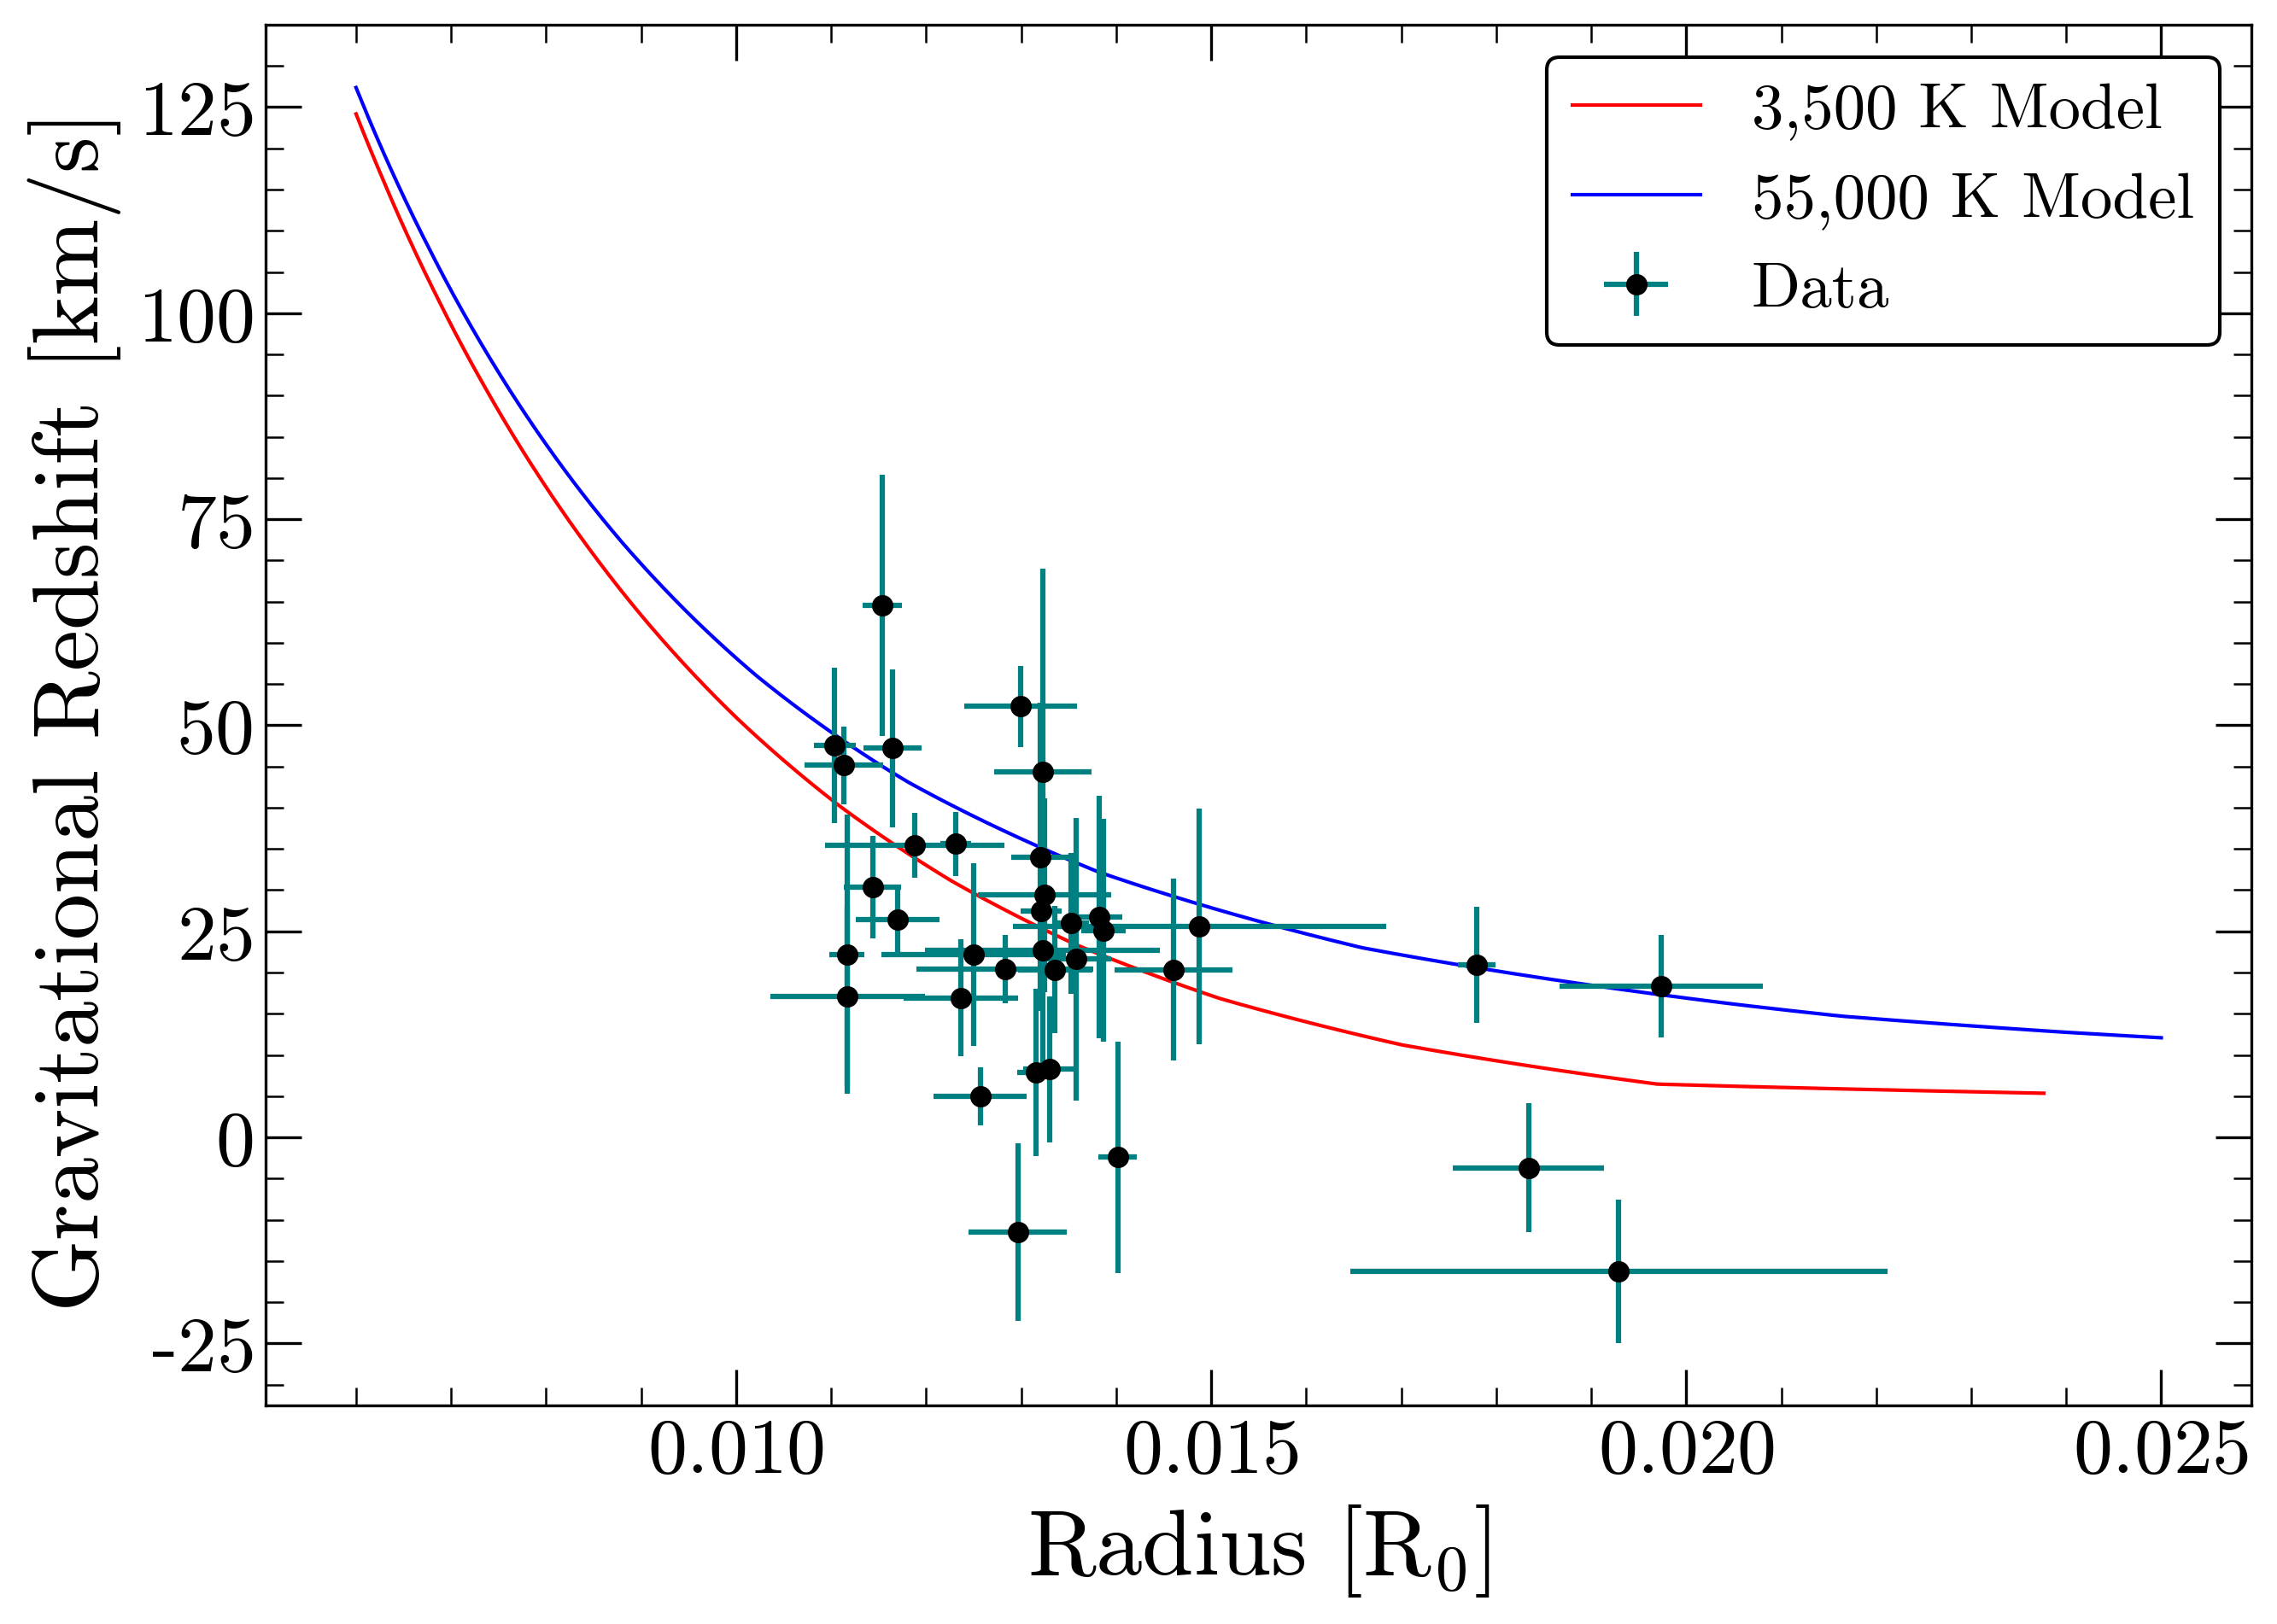 Gravitational Redshift [km/s]
125
100
75
50
25
0
-25
3,500 K Model
55,000 K Model
Data
0.010 0.015 0.020 0.025
Radius [R₀]